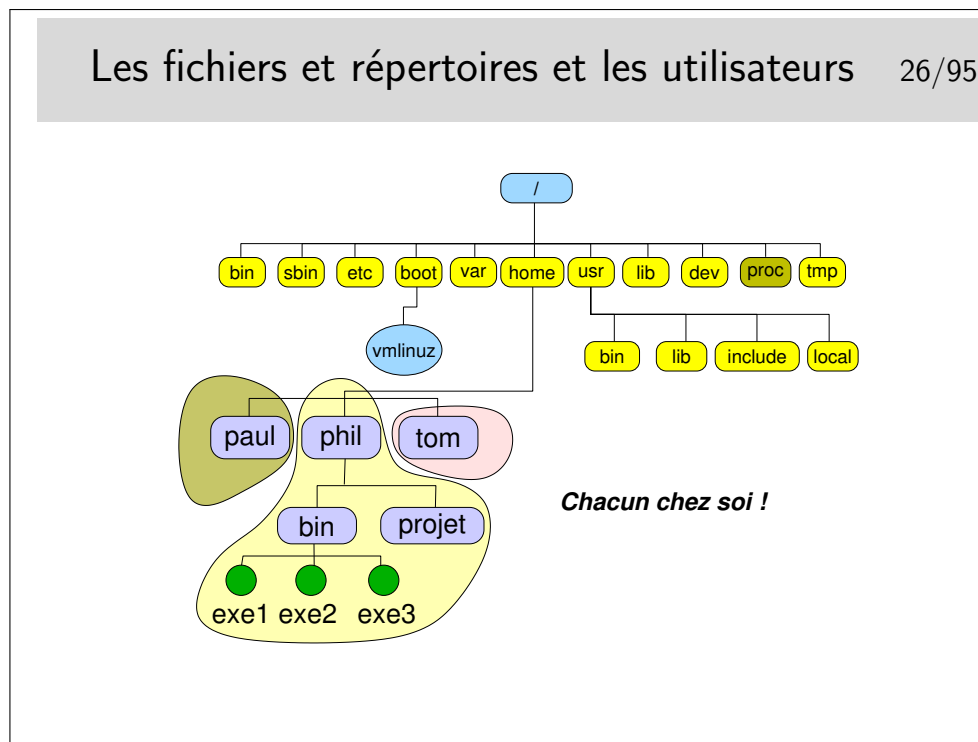 Les fichiers et répertoires et les utilisateurs 26/95
/
bin sbin etc boot var home usr lib dev proc tmp
vmlinuz bin lib include local
paul phil tom
Chacun chez soi !
bin projet
exe1 exe2 exe3